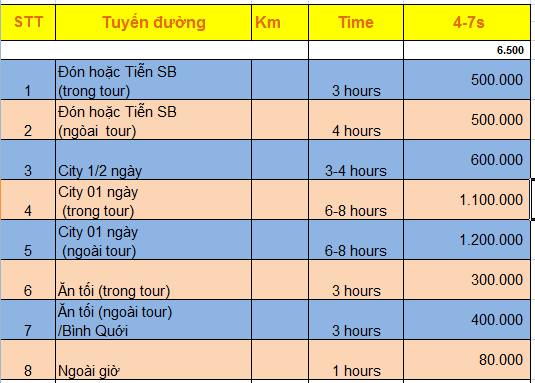 STT Tuyến đường Km Time 4-7s
6.500
Đón hoặc Tiễn SB
1 (trong tour) 3 hours 500.000
Đón hoặc Tiễn SB
2 (ngòai tour) 4 hours 500.000
3 City 1/2 ngày 3-4 hours 600.000
City 01 ngày
4 (trong tour) 6-8 hours 1.100.000
City 01 ngày
5 (ngoài tour) 6-8 hours 1.200.000
6 Ăn tối (trong tour) 3 hours 300.000
Ăn tối (ngoài tour)
7 /Bình Quới 3 hours 400.000
8 Ngoài giờ 1 hours 80.000